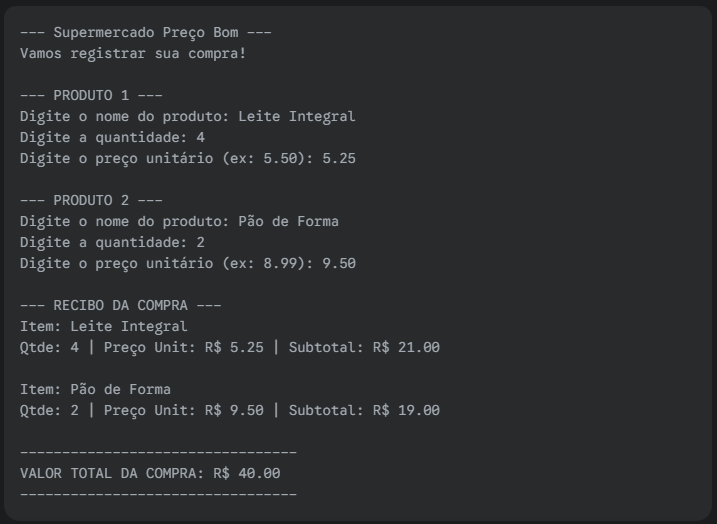 --- Supermercado Preço Bom ---
Vamos registrar sua compra!
--- PRODUTO 1 ---
Digite o nome do produto: Leite Integral
Digite a quantidade: 4
Digite o preço unitário (ex: 5.50): 5.25
--- PRODUTO 2 ---
Digite o nome do produto: Pão de Forma
Digite a quantidade: 2
Digite o preço unitário (ex: 8.99): 9.50
--- RECIBO DA COMPRA ---
Item: Leite Integral
Qtde: 4 | Preço Unit: R$ 5.25 | Subtotal: R$ 21.00
Item: Pão de Forma
Qtde: 2 | Preço Unit: R$ 9.50 | Subtotal: R$ 19.00
---------------------------------
VALOR TOTAL DA COMPRA: R$ 40.00
---------------------------------